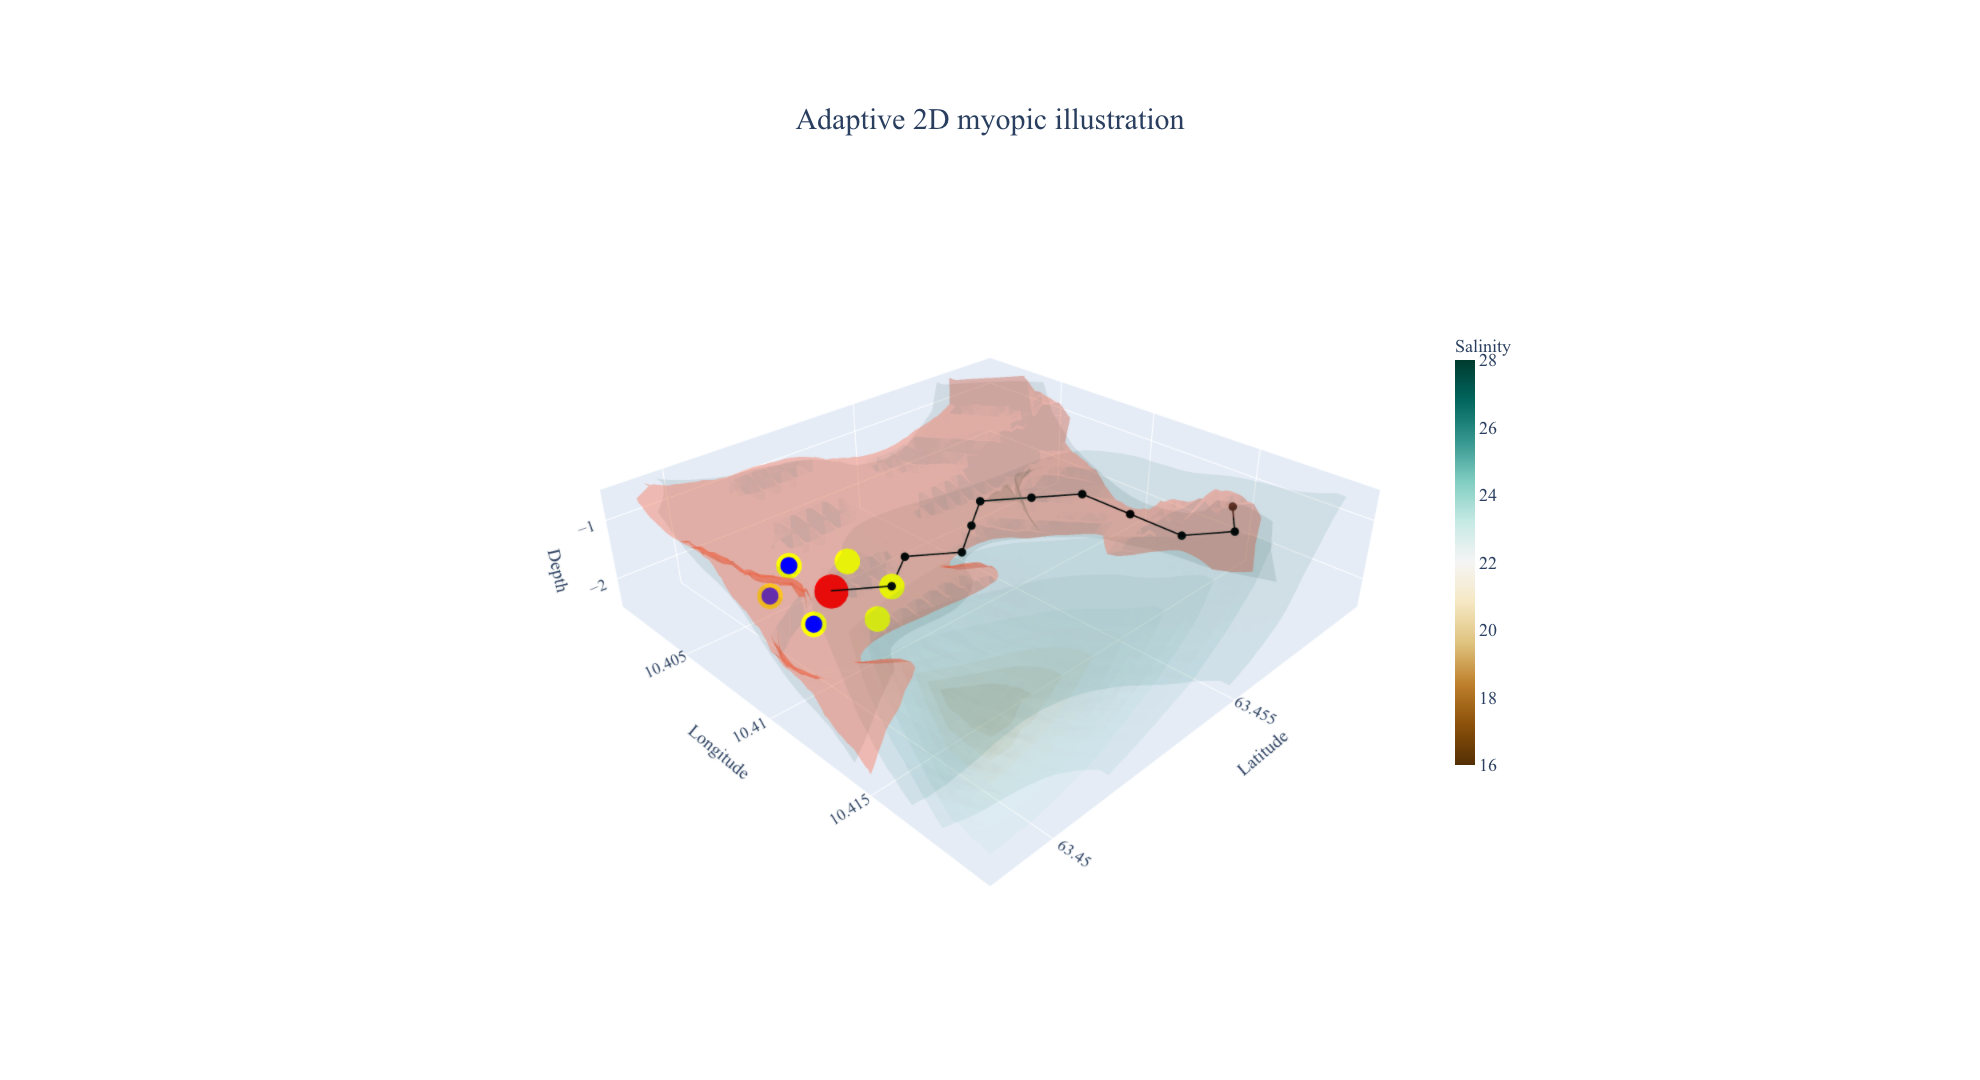 Adaptive 2D myopic illustration
Salinity
28
26
24
22
20
18
16
−1
−2
Depth
10.405
10.41
10.415
Longitude
63.455
63.45
Latitude